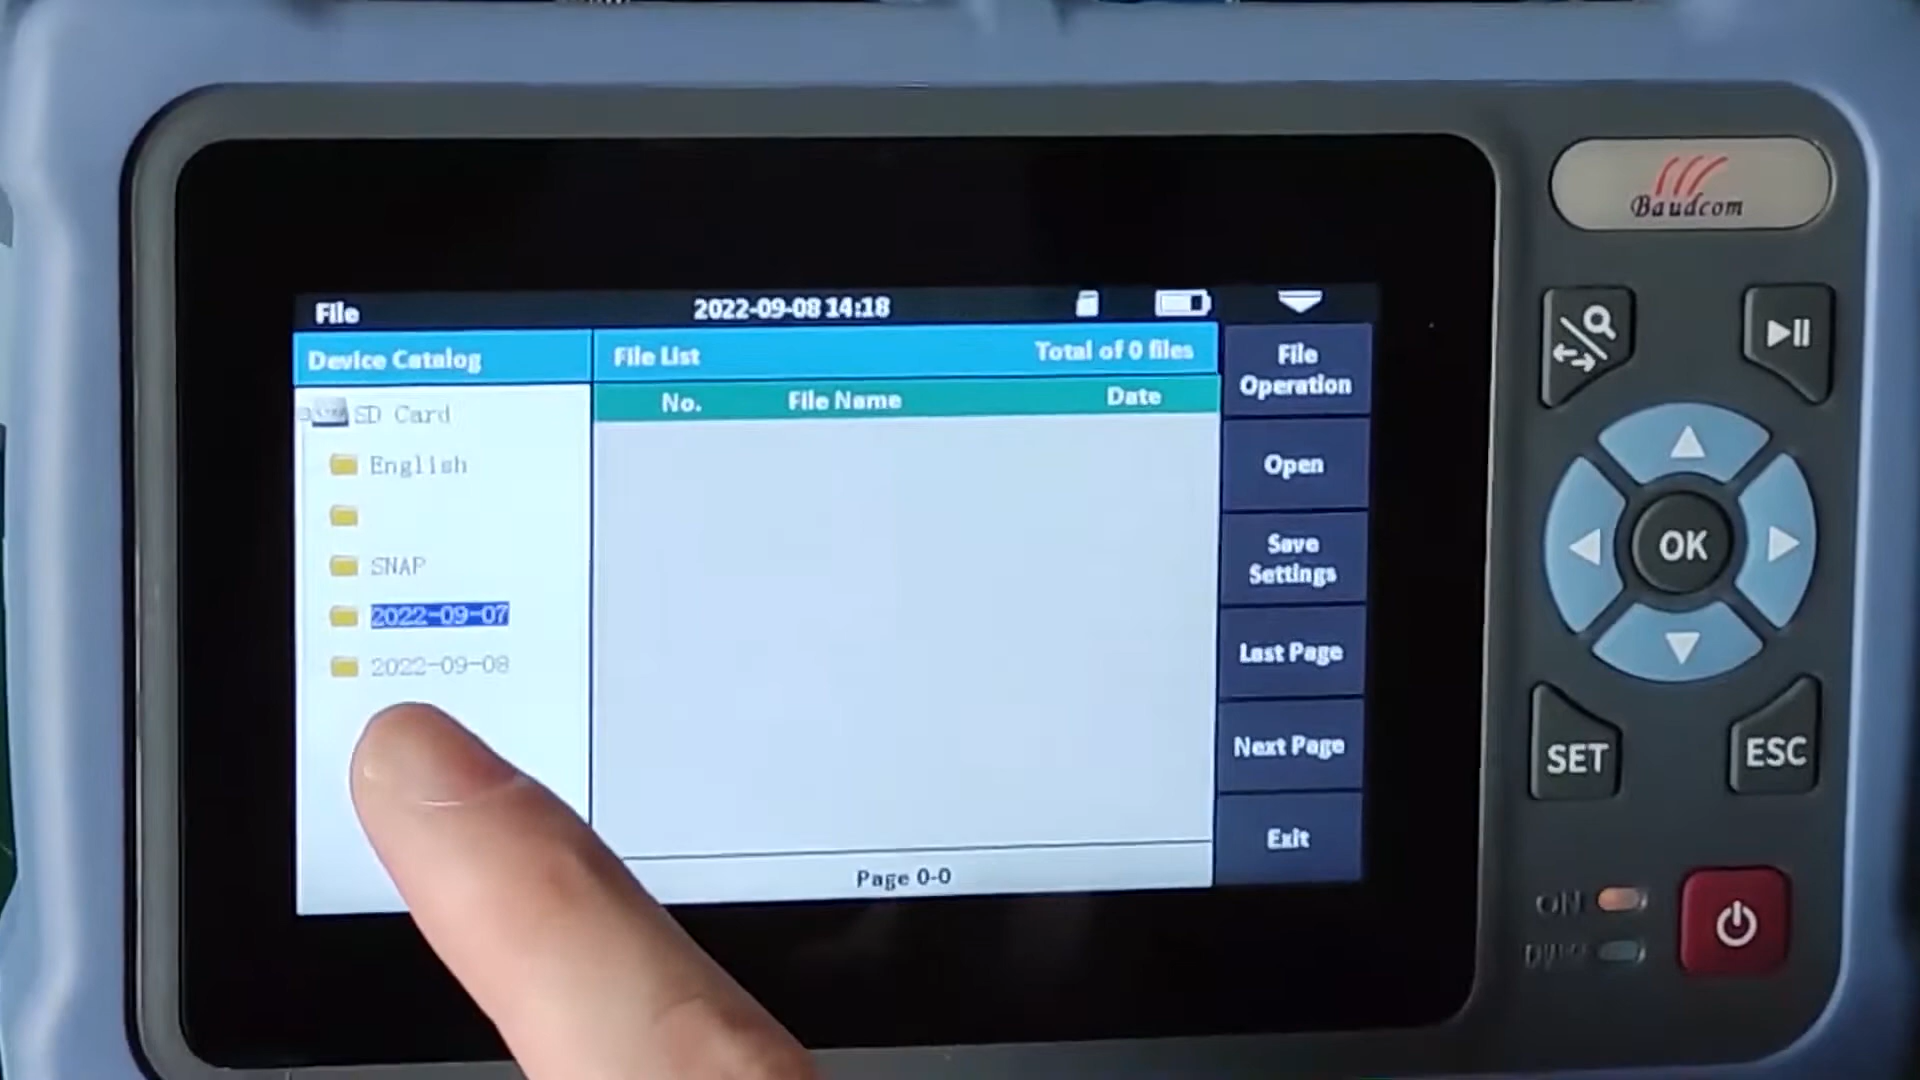 Baudcom
File 2022-09-08 14:18
Device Catalog
File List Total of 0 files
No. File Name Date
SD Card
English
SNAP
2022-09-07
2022-09-08
Page 0-0
File
Operation
Open
Save
Settings
Last Page
Next Page
Exit
OK
SET
ESC
ON